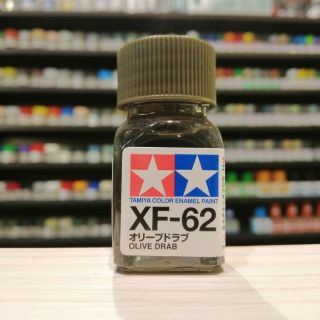 TAMIYA COLOR ENAMEL PAINT
XF-62
オリーブドラブ
OLIVE DRAB